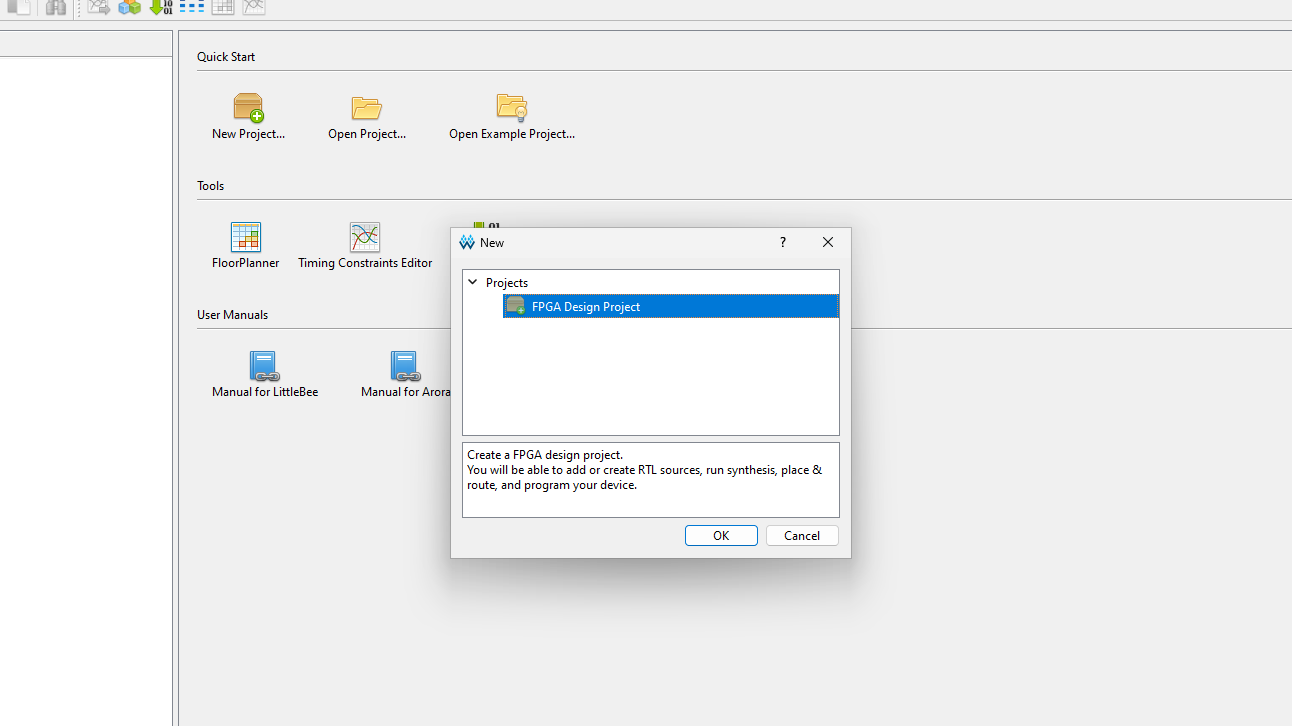 Quick Start
New Project...
Open Project...
Open Example Project...
Tools
FloorPlanner
Timing Constraints Editor
User Manuals
Manual for LittleBee
Manual for Arora
New
?
Projects
FPGA Design Project
Create a FPGA design project.
You will be able to add or create RTL sources, run synthesis, place &
route, and program your device.
OK
Cancel